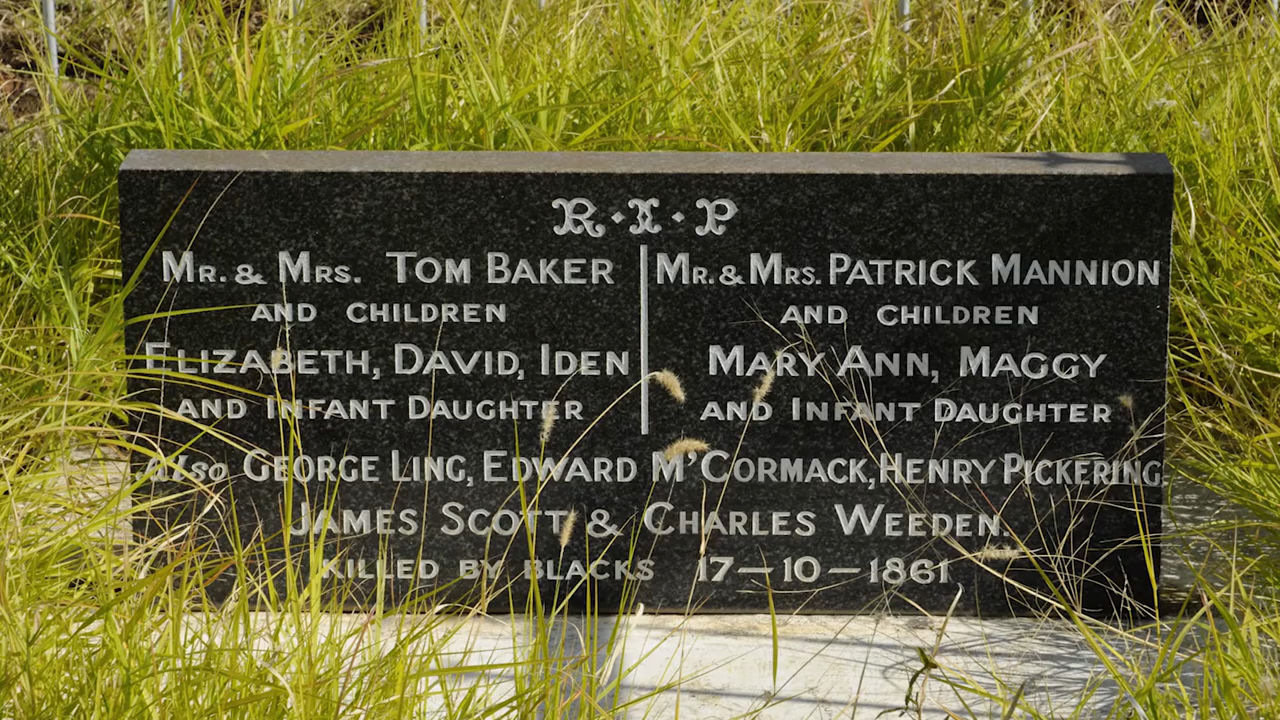 R·I·P
MR. & MRS. TOM BAKER
AND CHILDREN
ELIZABETH, DAVID, IDEN
AND INFANT DAUGHTER
MR. & MRS. PATRICK MANNION
AND CHILDREN
MARY ANN, MAGGY
AND INFANT DAUGHTER
also GEORGE LING, EDWARD M'CORMACK, HENRY PICKERING
JAMES SCOTT & CHARLES WEEDEN.
KILLED BY BLACKS 17-10-1861